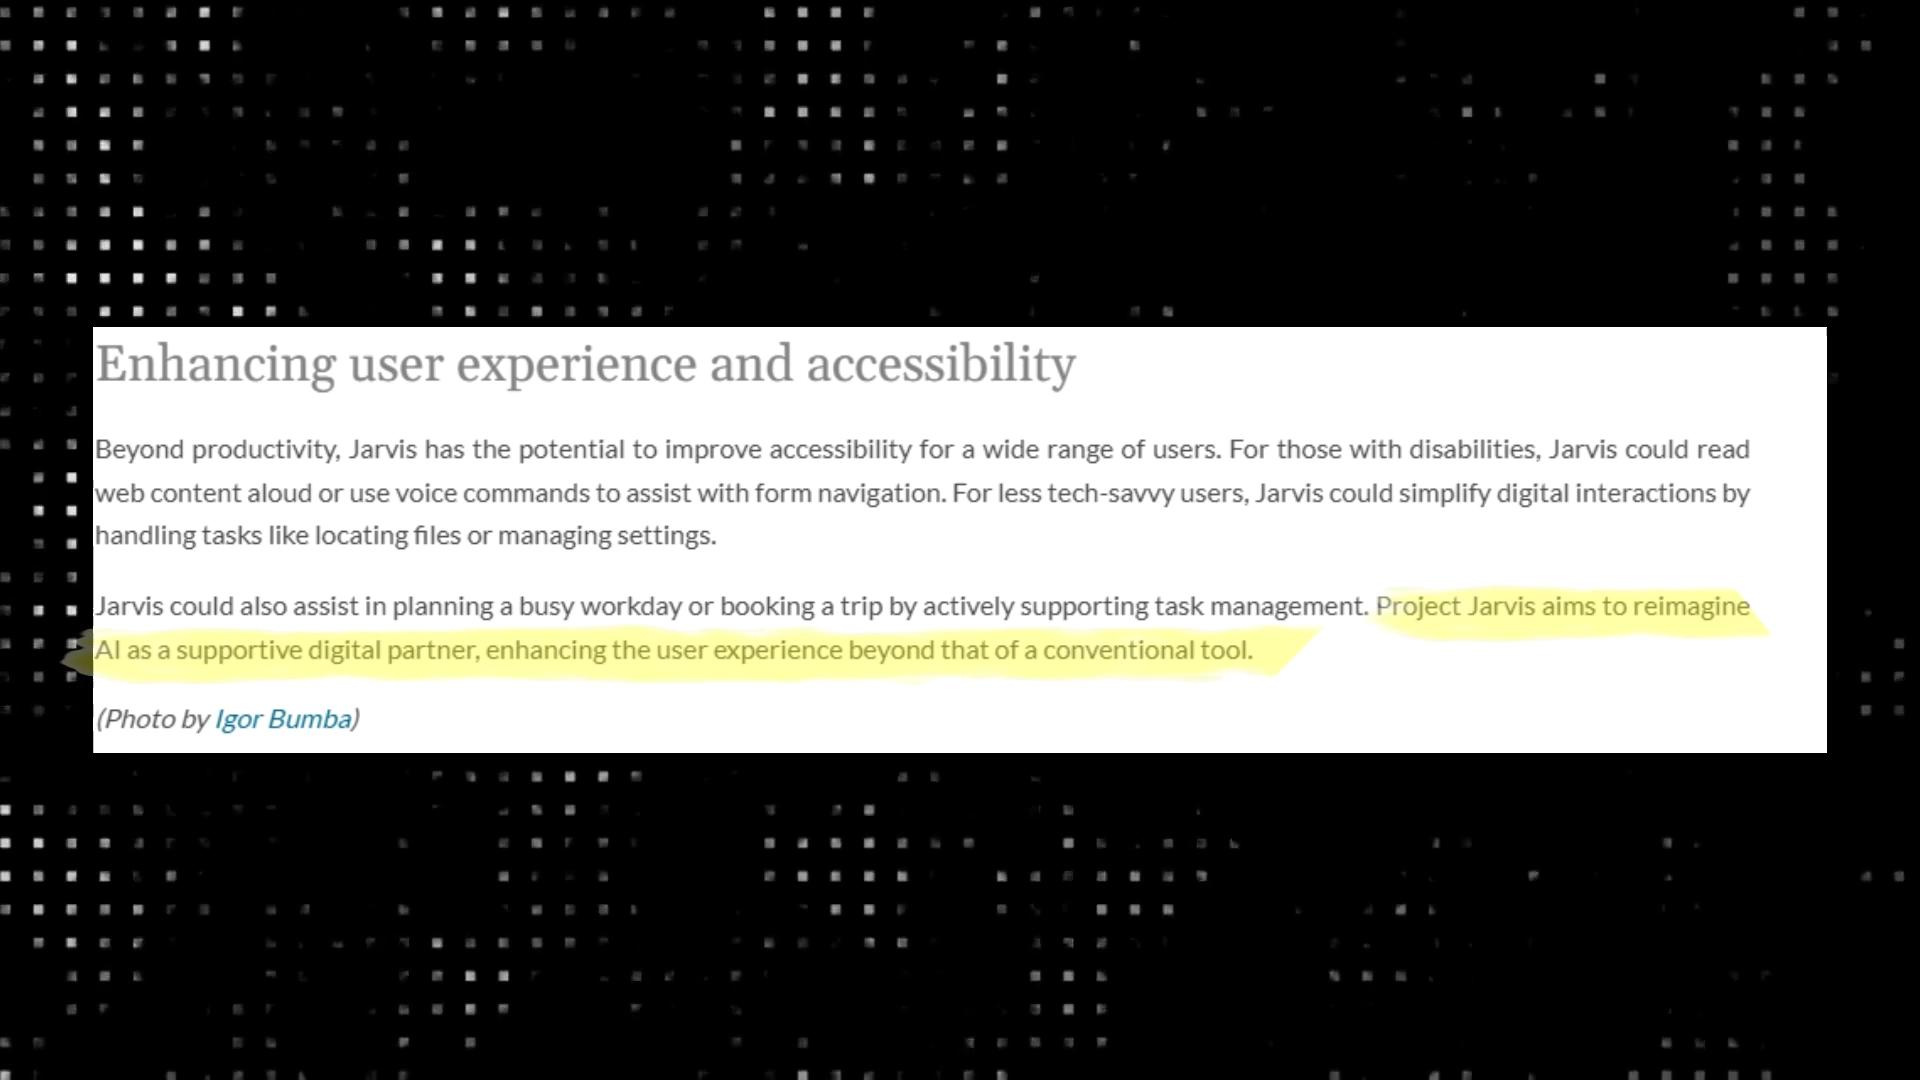 Enhancing user experience and accessibility
Beyond productivity, Jarvis has the potential to improve accessibility for a wide range of users. For those with disabilities, Jarvis could read
web content aloud or use voice commands to assist with form navigation. For less tech-savvy users, Jarvis could simplify digital interactions by
handling tasks like locating files or managing settings.
Jarvis could also assist in planning a busy workday or booking a trip by actively supporting task management. Project Jarvis aims to reimagine
AI as a supportive digital partner, enhancing the user experience beyond that of a conventional tool.
(Photo by Igor Bumba)